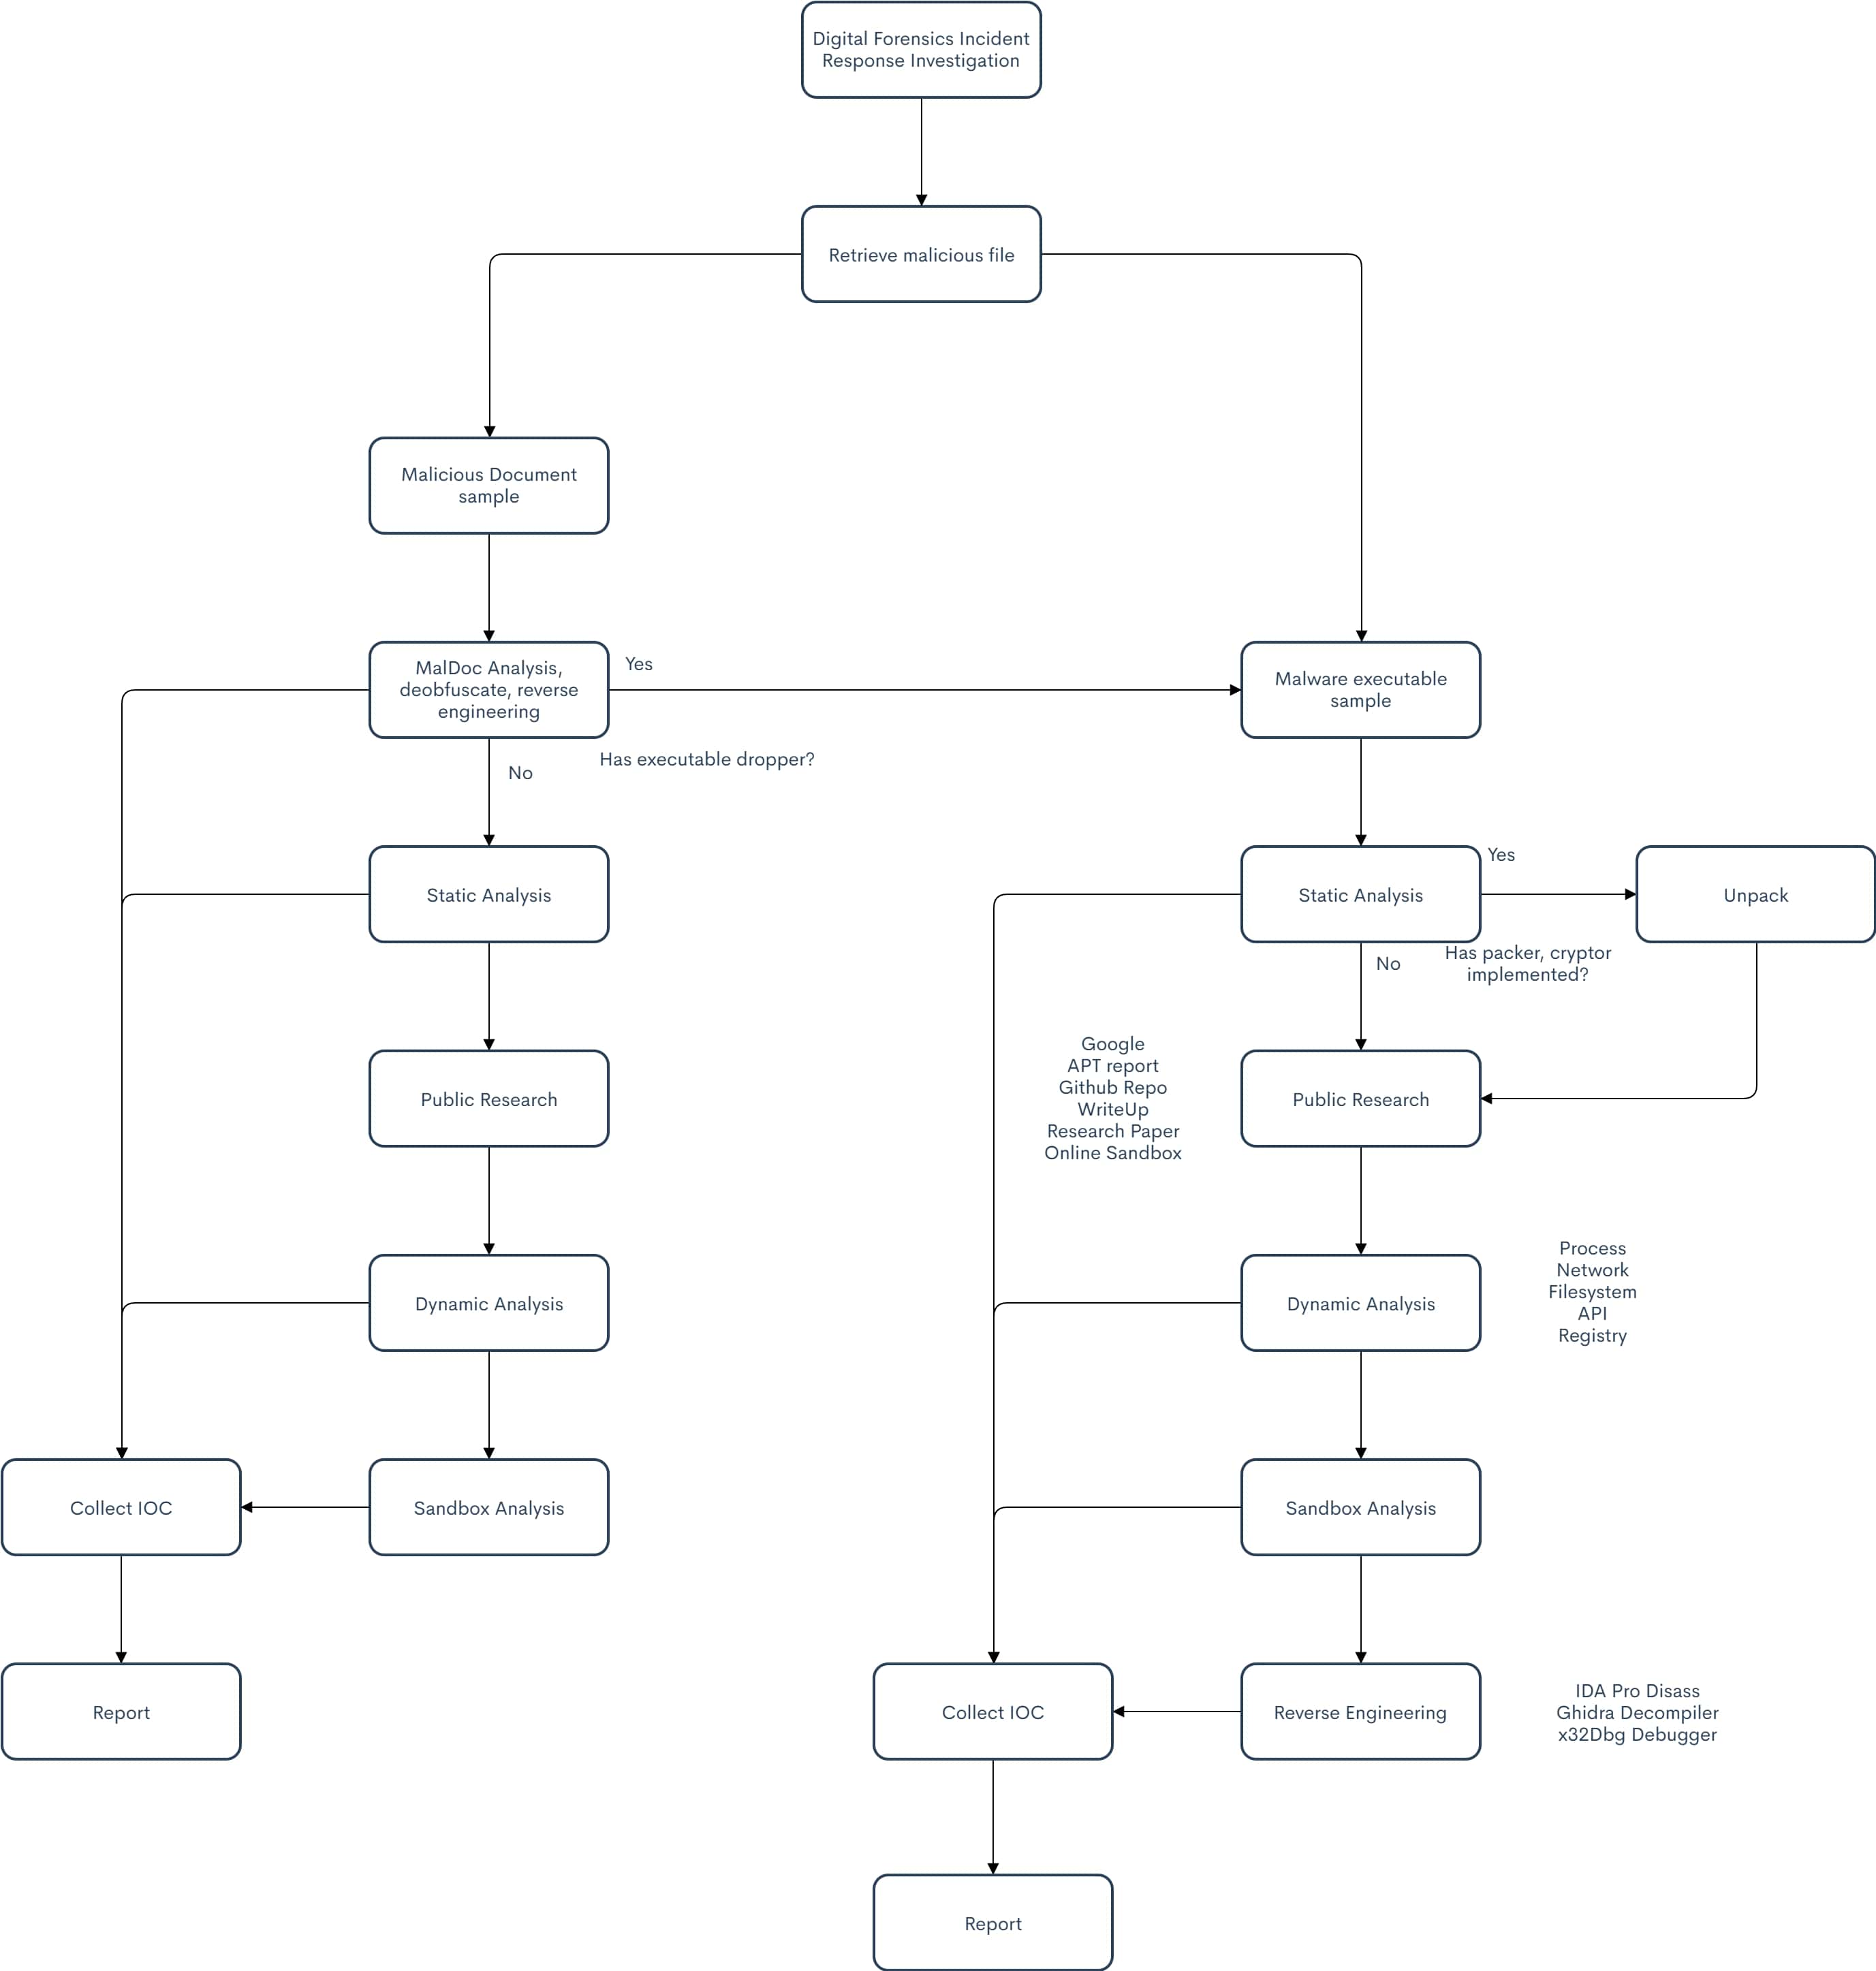 Digital Forensics Incident
Response Investigation
Retrieve malicious file
Malicious Document
sample
MalDoc Analysis,
deobfuscate, reverse
engineering
Yes
Malware executable
sample
Has executable dropper?
No
Static Analysis
Static Analysis
Yes
Unpack
No
Has packer, cryptor
implemented?
Public Research
Google
APT report
Github Repo
WriteUp
Research Paper
Online Sandbox
Public Research
Dynamic Analysis
Dynamic Analysis
Process
Network
Filesystem
API
Registry
Collect IOC
Sandbox Analysis
Sandbox Analysis
Report
Collect IOC
Reverse Engineering
IDA Pro Disass
Ghidra Decompiler
x32Dbg Debugger
Report